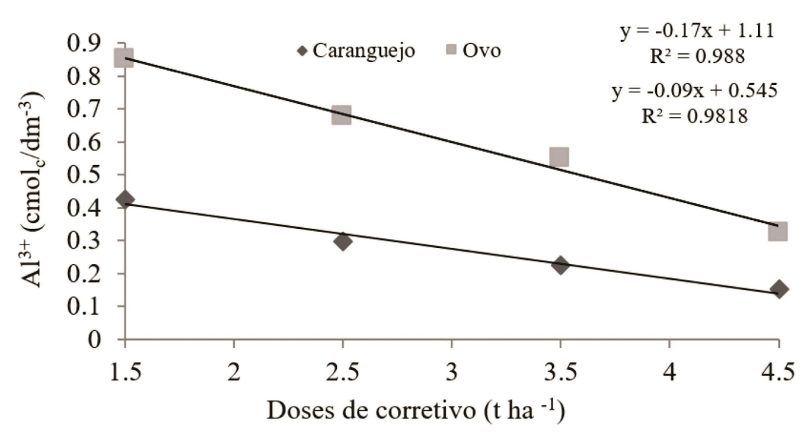 y = -0.17x + 1.11
R² = 0.988
y = -0.09x + 0.545
R² = 0.9818
Caranguejo Ovo
0.9
0.8
0.7
0.6
0.5
0.4
0.3
0.2
0.1
0
Al³⁺ (cmolc/dm⁻³)
1.5 2 2.5 3 3.5 4 4.5
Doses de corretivo (t ha ⁻¹)